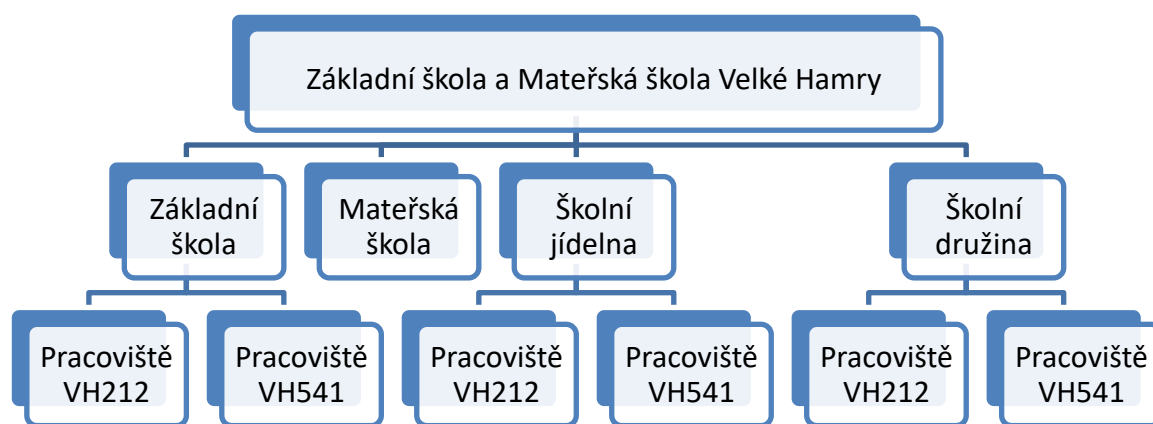 Základní škola a Mateřská škola Velké Hamry
Základní
škola
Mateřská
škola
Školní
jídelna
Školní
družina
Pracoviště
VH212
Pracoviště
VH541
Pracoviště
VH212
Pracoviště
VH541
Pracoviště
VH212
Pracoviště
VH541